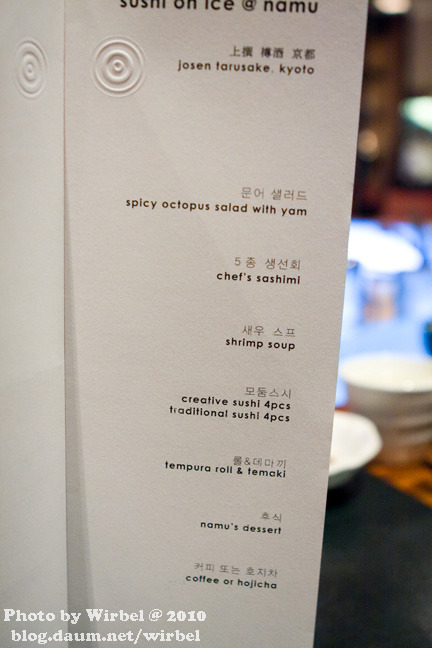 sushi on ice @ namu
上撰 樽酒 京都
josen tarusake, kyoto
문어 샐러드
spicy octopus salad with yam
5종 생선회
chef's sashimi
새우 스프
shrimp soup
모둠스시
creative sushi 4pcs
traditional sushi 4pcs
롤&데마끼
tempura roll & temaki
후식
namu's dessert
커피 또는 호지차
coffee or hojicha
Photo by Wirbel @ 2010
blog.daum.net/wirbel